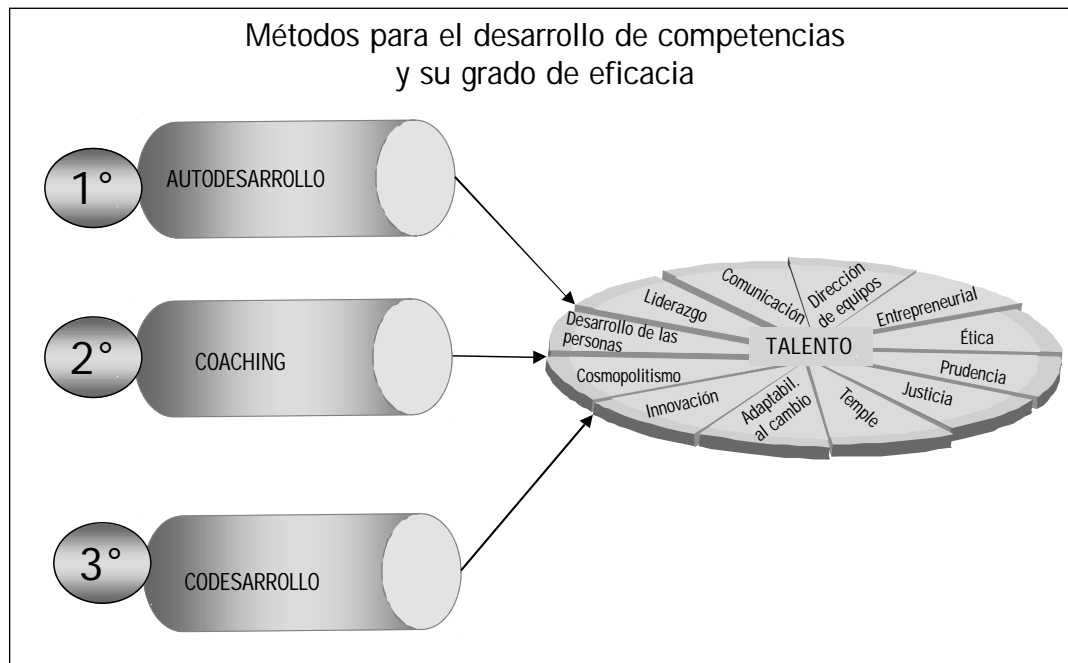 Métodos para el desarrollo de competencias
y su grado de eficacia
1°
AUTODESARROLLO
2°
COACHING
3°
CODESARROLLO
TALENTO
Comunicación
Dirección
de equipos
Entrepreneurial
Ética
Prudencia
Justicia
Temple
Adaptabil.
al cambio
Innovación
Cosmopolitismo
Desarrollo de las
personas
Liderazgo